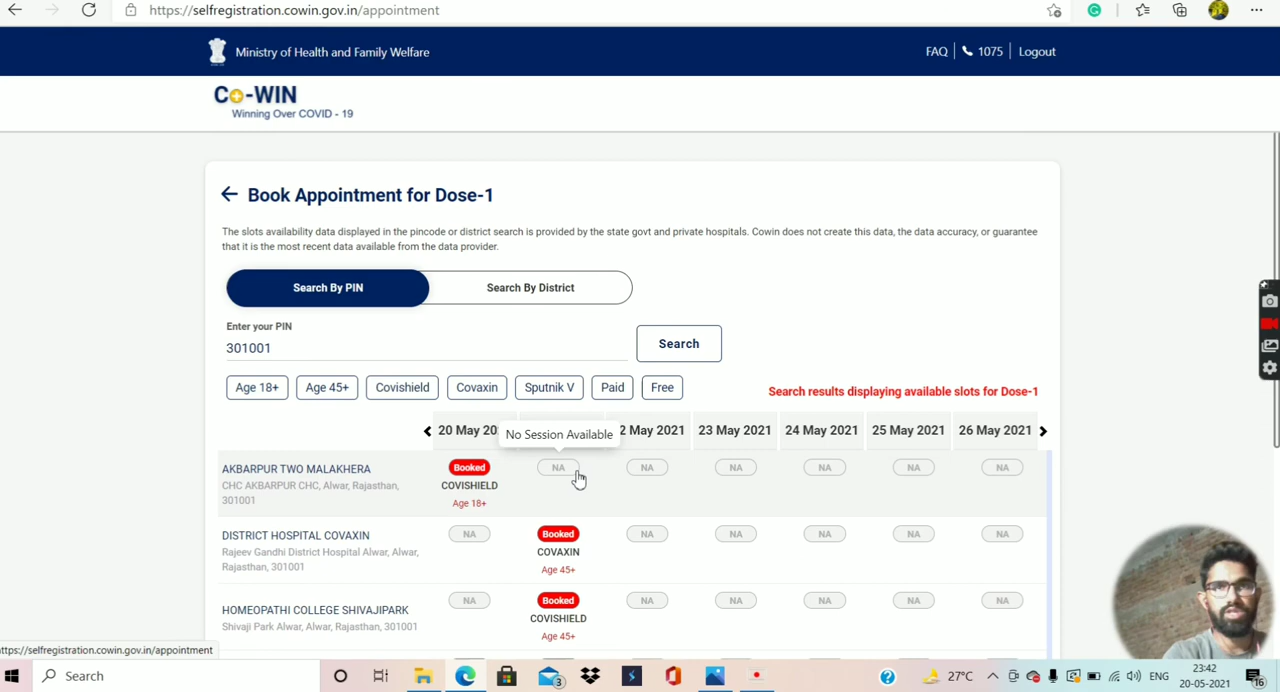 https://selfregistration.cowin.gov.in/appointment
Ministry of Health and Family Welfare
FAQ 1075 Logout
Co-WIN
Winning Over COVID - 19
Book Appointment for Dose-1
The slots availability data displayed in the pincode or district search is provided by the state govt and private hospitals. Cowin does not create this data, the data accuracy, or guarantee
that it is the most recent data available from the data provider.
Search By PIN Search By District
Enter your PIN
301001 Search
Age 18+ Age 45+ Covishield Covaxin Sputnik V Paid Free
Search results displaying available slots for Dose-1
20 May 20 No Session Available 2 May 2021 23 May 2021 24 May 2021 25 May 2021 26 May 2021
AKBARPUR TWO MALAKHERA Booked NA NA NA NA NA NA
CHC AKBARPUR CHC, Alwar, Rajasthan, COVISHIELD
301001 Age 18+
DISTRICT HOSPITAL COVAXIN NA Booked NA NA NA NA NA
Rajeev Gandhi District Hospital Alwar, Alwar, COVAXIN
Rajasthan, 301001 Age 45+
HOMEOPATHI COLLEGE SHIVAJIPARK NA Booked NA NA NA NA NA
Shivaji Park Alwar, Alwar, Rajasthan, 301001 COVISHIELD
Age 45+
ttps://selfregistration.cowin.gov.in/appointment
Search 3 27°C ENG 23:42
20-05-2021 16